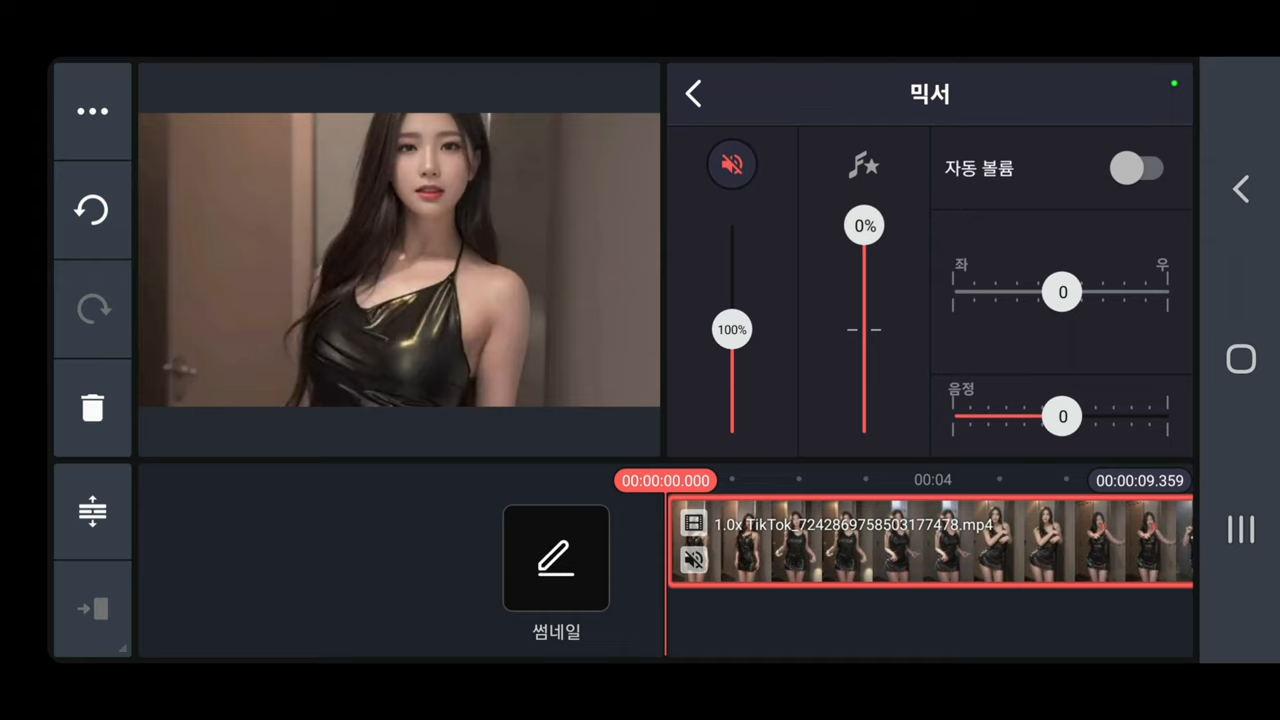 믹서
자동 볼륨
0%
100%
좌
우
0
음정
0
00:00:00.000
00:04
00:00:09.359
1.0x TikTok_7242869758503177478.mp4
썸네일